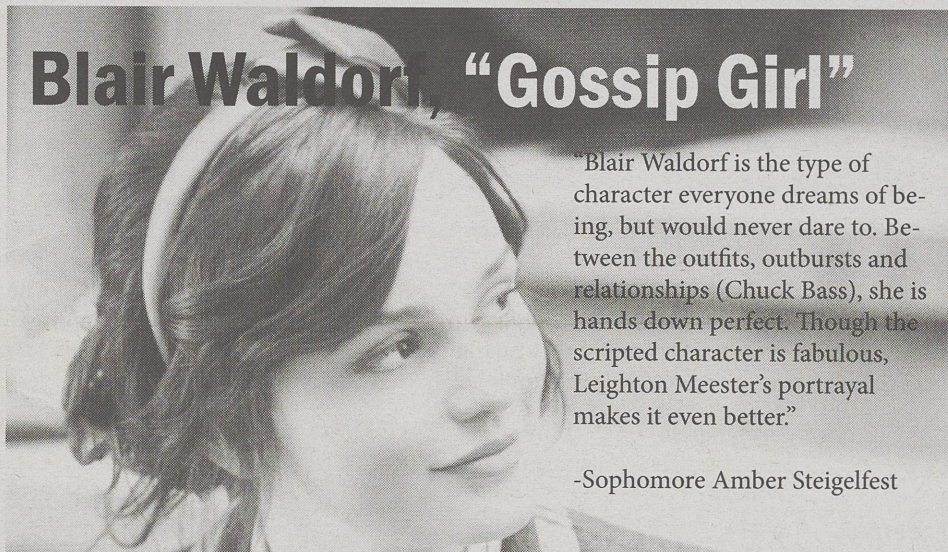 Blair Waldorf, “Gossip Girl”
“Blair Waldorf is the type of
character everyone dreams of be-
ing, but would never dare to. Be-
tween the outfits, outbursts and
relationships (Chuck Bass), she is
hands down perfect. Though the
scripted character is fabulous,
Leighton Meester’s portrayal
makes it even better.”
-Sophomore Amber Steigelfest